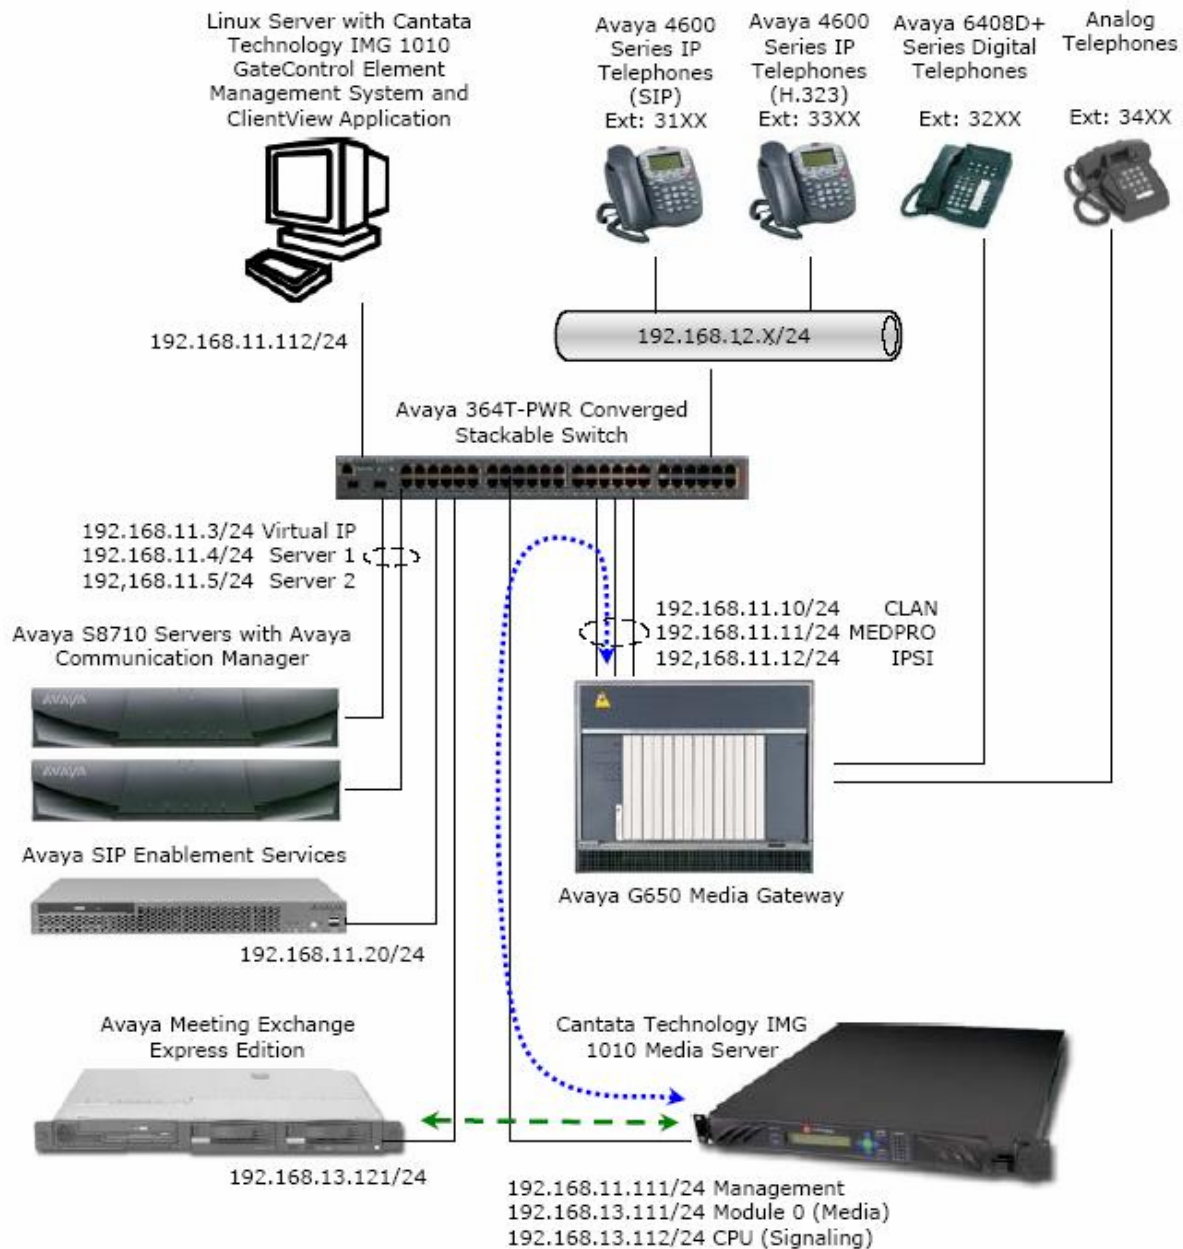 Linux Server with Cantata
Technology IMG 1010
GateControl Element
Management System and
ClientView Application
Avaya 4600
Series IP
Telephones
(SIP)
Ext: 31XX
Avaya 4600
Series IP
Telephones
(H.323)
Ext: 33XX
Avaya 6408D+
Series Digital
Telephones
Ext: 32XX
Analog
Telephones
Ext: 34XX
192.168.11.112/24
192.168.12.X/24
Avaya 364T-PWR Converged
Stackable Switch
192.168.11.3/24 Virtual IP
192.168.11.4/24 Server 1
192,168.11.5/24 Server 2
192.168.11.10/24 CLAN
192.168.11.11/24 MEDPRO
192,168.11.12/24 IPSI
Avaya S8710 Servers with Avaya
Communication Manager
AVAYA
AVAYA
Avaya SIP Enablement Services
AVAYA
192.168.11.20/24
Avaya G650 Media Gateway
Avaya Meeting Exchange
Express Edition
192.168.13.121/24
Cantata Technology IMG
1010 Media Server
192.168.11.111/24 Management
192.168.13.111/24 Module 0 (Media)
192.168.13.112/24 CPU (Signaling)